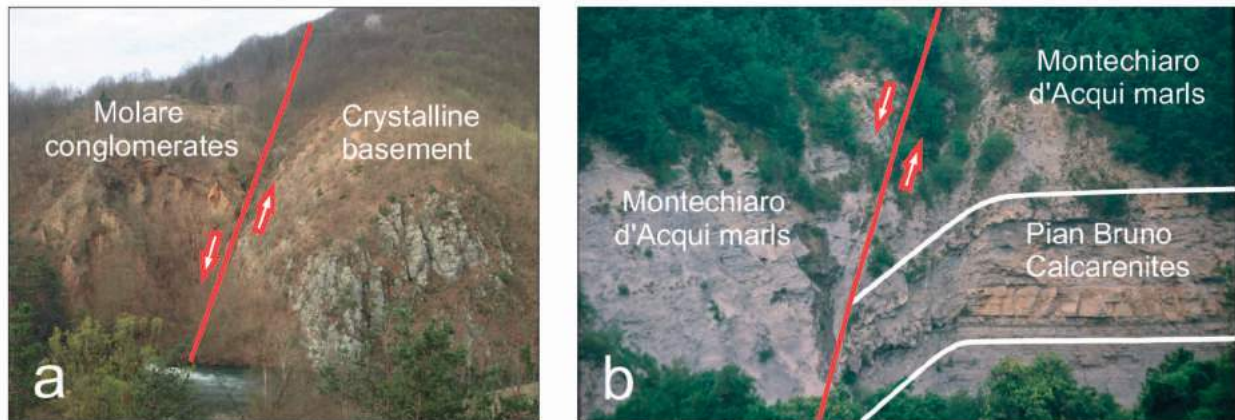 Molare
conglomerates
Crystalline
basement
a
Montechiaro
d'Acqui marls
Montechiaro
d'Acqui marls
Pian Bruno
Calcarenites
b